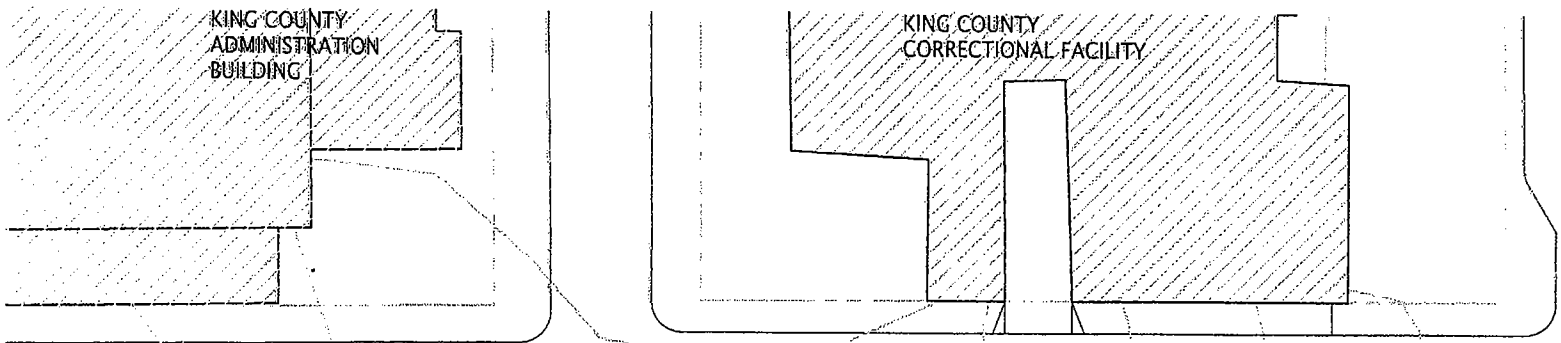 KING COUNTY
ADMINISTRATION
BUILDING
KING COUNTY
CORRECTIONAL FACILITY